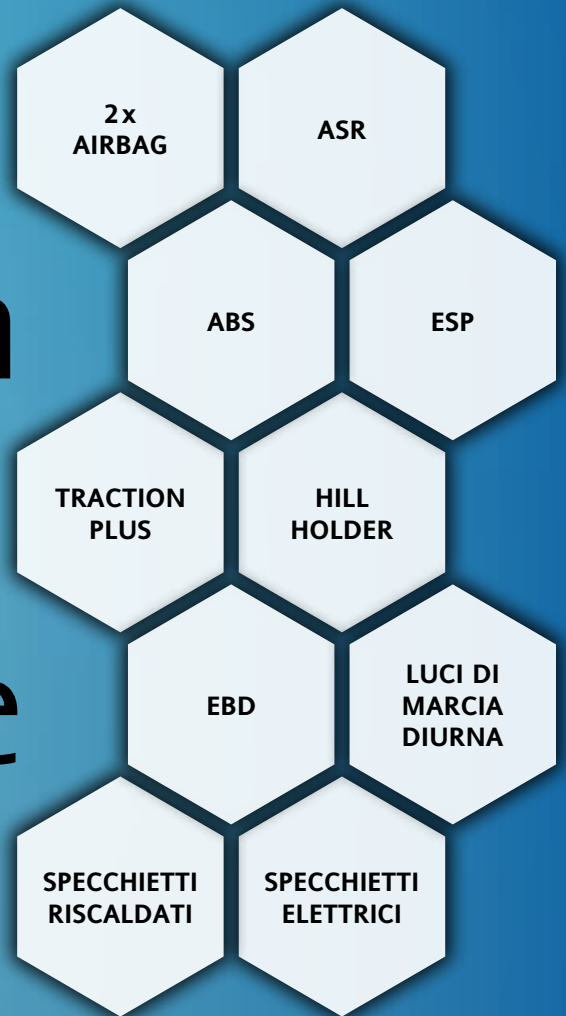 2x
AIRBAG
ASR
ABS
ESP
TRACTION
PLUS
HILL
HOLDER
EBD
LUCI DI
MARCIA
DIURNA
SPECCHIETTI
RISCALDATI
SPECCHIETTI
ELETTRICI